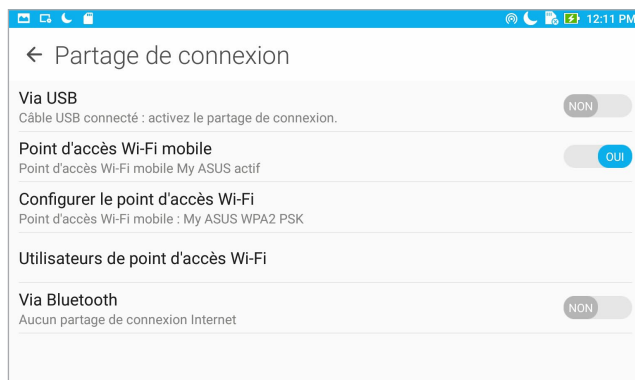 12:11 PM
Partage de connexion
Via USB
NON
Câble USB connecté : activez le partage de connexion.
Point d'accès Wi-Fi mobile
OUI
Point d'accès Wi-Fi mobile My ASUS actif
Configurer le point d'accès Wi-Fi
Point d'accès Wi-Fi mobile : My ASUS WPA2 PSK
Utilisateurs de point d'accès Wi-Fi
Via Bluetooth
NON
Aucun partage de connexion Internet